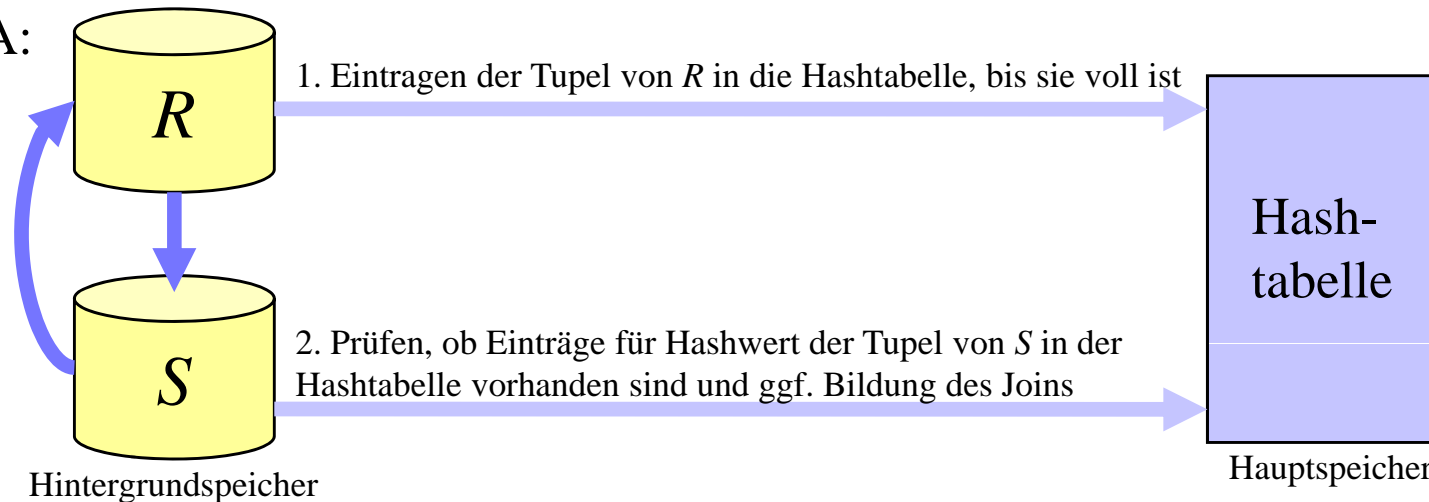 A:
R
1. Eintragen der Tupel von R in die Hashtabelle, bis sie voll ist
Hash-
tabelle
S
2. Prüfen, ob Einträge für Hashwert der Tupel von S in der
Hashtabelle vorhanden sind und ggf. Bildung des Joins
Hintergrundspeicher
Hauptspeicher